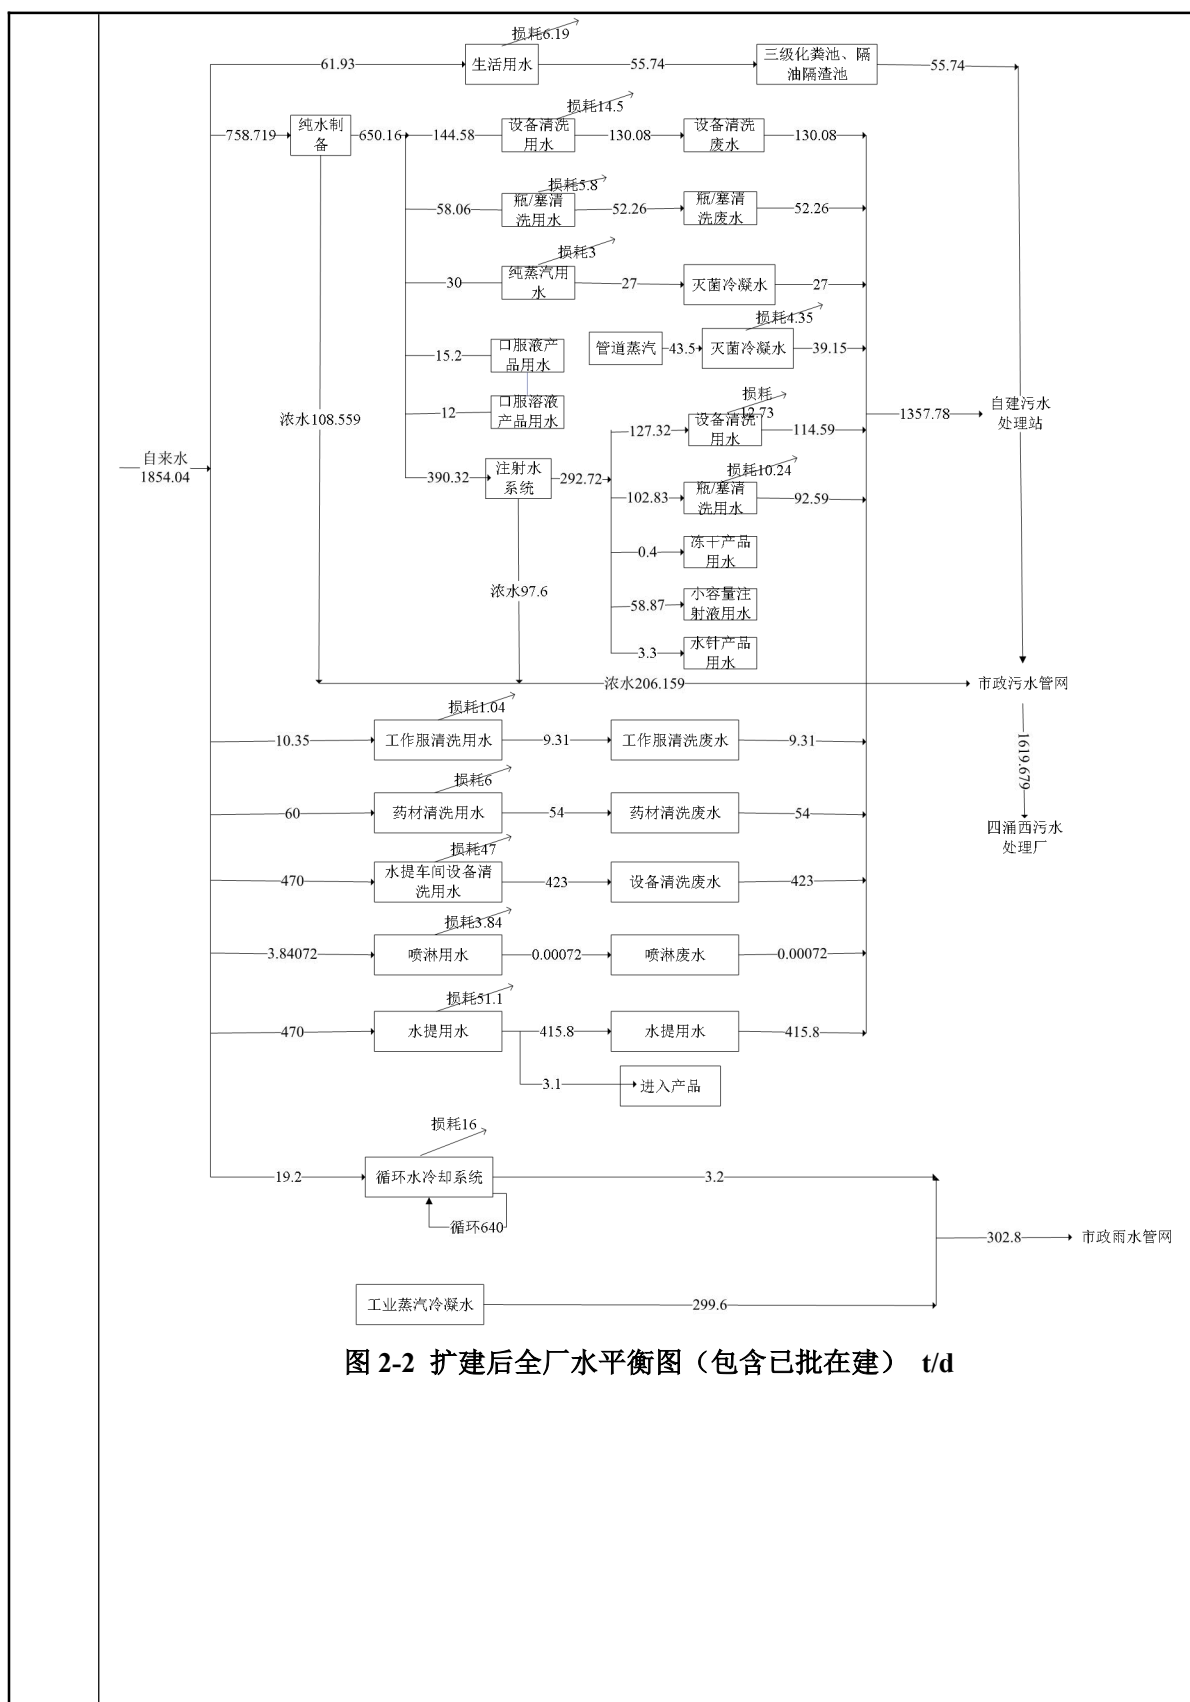 损耗6.19
61.93
生活用水
55.74
三级化粪池、隔
油隔渣池
55.74
损耗14.5
758.719
纯水制
备
650.16
144.58
设备清洗
用水
130.08
设备清洗
废水
130.08
损耗5.8
58.06
瓶/塞清
洗用水
52.26
瓶/塞清
洗废水
52.26
损耗3
30
纯蒸汽用
水
27
灭菌冷凝水
27
损耗4.35
15.2
口服液产
品用水
管道蒸汽
43.5
灭菌冷凝水
39.15
浓水108.559
12
口服溶液
产品用水
损耗
12.73
127.32
设备清洗
用水
114.59
1357.78
自建污水
处理站
自来水
1854.04
390.32
注射水
系统
292.72
损耗10.24
102.83
瓶/塞清
洗用水
92.59
0.4
冻干产品
用水
浓水97.6
58.87
小容量注
射液用水
3.3
水针产品
用水
浓水206.159
市政污水管网
损耗1.04
10.35
工作服清洗用水
9.31
工作服清洗废水
9.31
1619.679
损耗6
60
药材清洗用水
54
药材清洗废水
54
四涌西污水
处理厂
损耗47
470
水提车间设备清
洗用水
423
设备清洗废水
423
损耗3.84
3.84072
喷淋用水
0.00072
喷淋废水
0.00072
损耗51.1
470
水提用水
415.8
水提用水
415.8
3.1
进入产品
损耗16
19.2
循环水冷却系统
3.2
循环640
302.8
市政雨水管网
工业蒸汽冷凝水
299.6
图 2-2 扩建后全厂水平衡图（包含已批在建） t/d